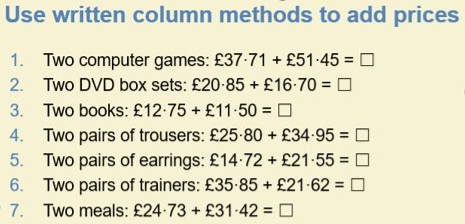 Use written column methods to add prices
1. Two computer games: £37·71 + £51·45 = □
2. Two DVD box sets: £20·85 + £16·70 = □
3. Two books: £12·75 + £11·50 = □
4. Two pairs of trousers: £25·80 + £34·95 = □
5. Two pairs of earrings: £14·72 + £21·55 = □
6. Two pairs of trainers: £35·85 + £21·62 = □
7. Two meals: £24·73 + £31·42 = □